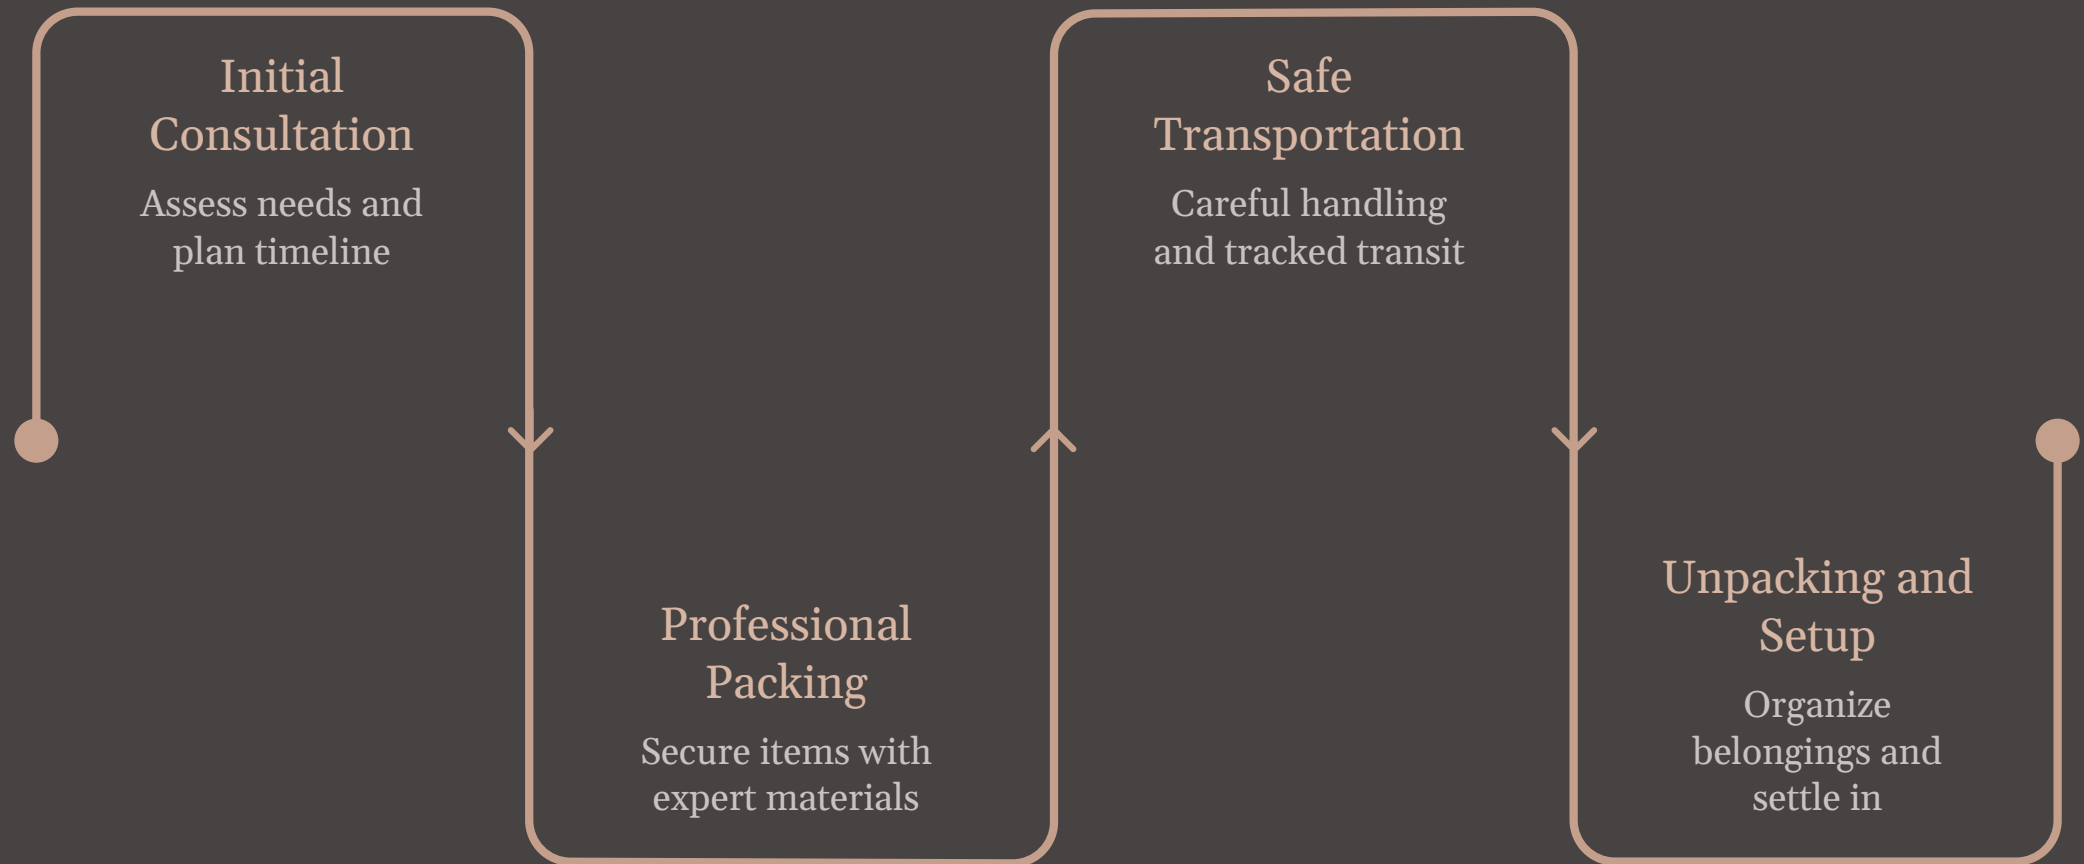 Initial
Consultation
Assess needs and
plan timeline
Professional
Packing
Secure items with
expert materials
Safe
Transportation
Careful handling
and tracked transit
Unpacking and
Setup
Organize
belongings and
settle in